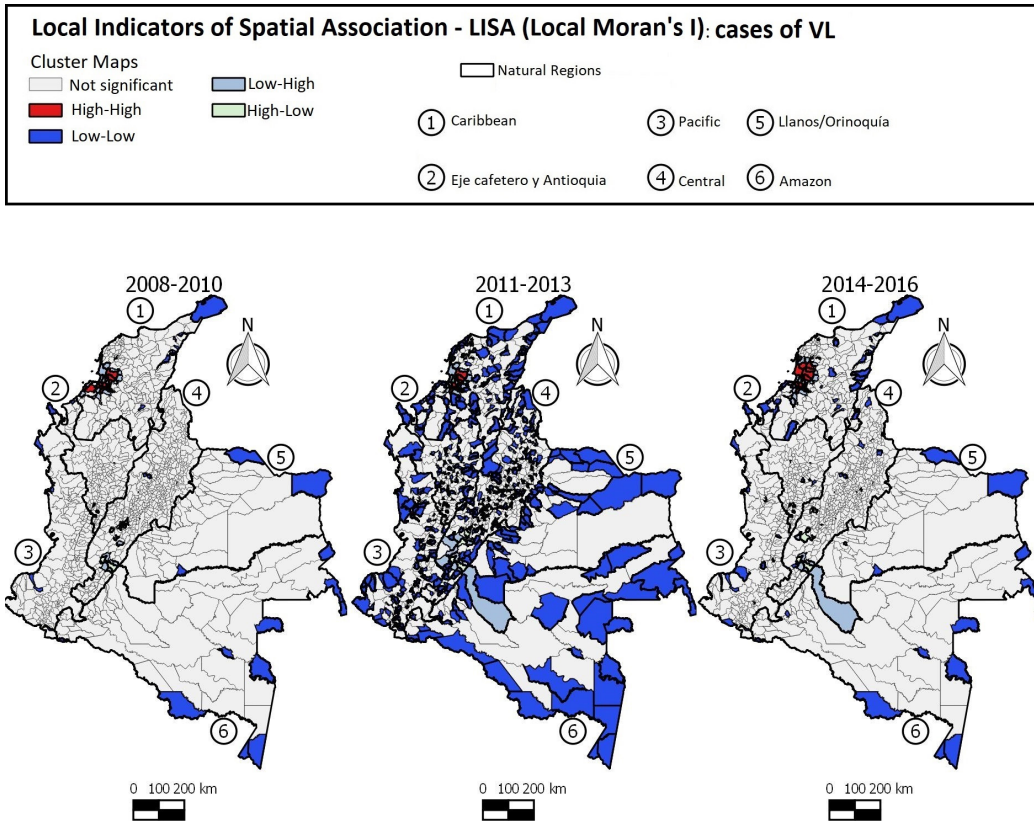 Local Indicators of Spatial Association - LISA (Local Moran's I): cases of VL
Cluster Maps
Not significant
High-High
Low-Low
Low-High
High-Low
Natural Regions
1 Caribbean
2 Eje cafetero y Antioquia
3 Pacific
4 Central
5 Llanos/Orinoquía
6 Amazon
2008-2010
1
N
2
4
5
3
6
0 100 200 km
2011-2013
1
N
2
4
5
3
6
0 100 200 km
2014-2016
1
N
2
4
5
3
6
0 100 200 km